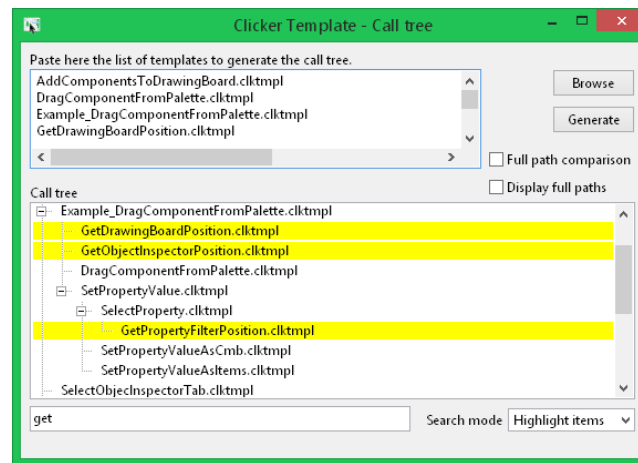 Clicker Template - Call tree
Paste here the list of templates to generate the call tree.
AddComponentsToDrawingBoard.clktmpl
DragComponentFromPalette.clktmpl
Example_DragComponentFromPalette.clktmpl
GetDrawingBoardPosition.clktmpl
Browse
Generate
Full path comparison
Display full paths
Call tree
Example_DragComponentFromPalette.clktmpl
GetDrawingBoardPosition.clktmpl
GetObjectInspectorPosition.clktmpl
DragComponentFromPalette.clktmpl
SetPropertyValue.clktmpl
SelectProperty.clktmpl
GetPropertyFilterPosition.clktmpl
SetPropertyValueAsCmb.clktmpl
SetPropertyValueAsItems.clktmpl
SelectObjecInspectorTab.clktmpl
get
Search mode Highlight items